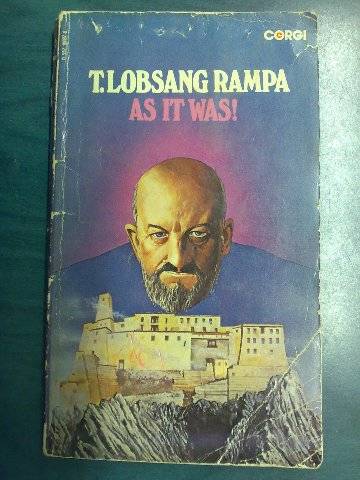 CORGI
T. LOBSANG RAMPA
AS IT WAS!